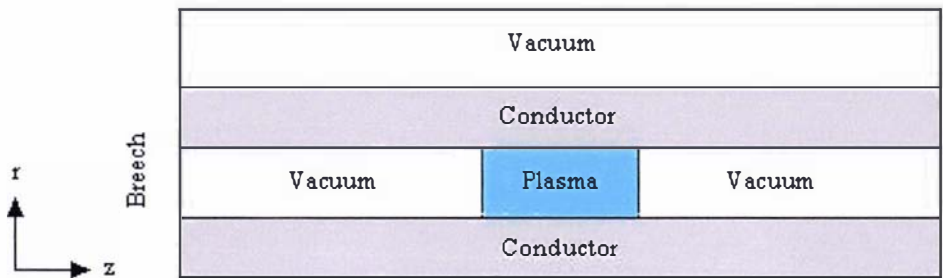 Vacuum
Conductor
Breech
r
Vacuum Plasma Vacuum
Conductor
z